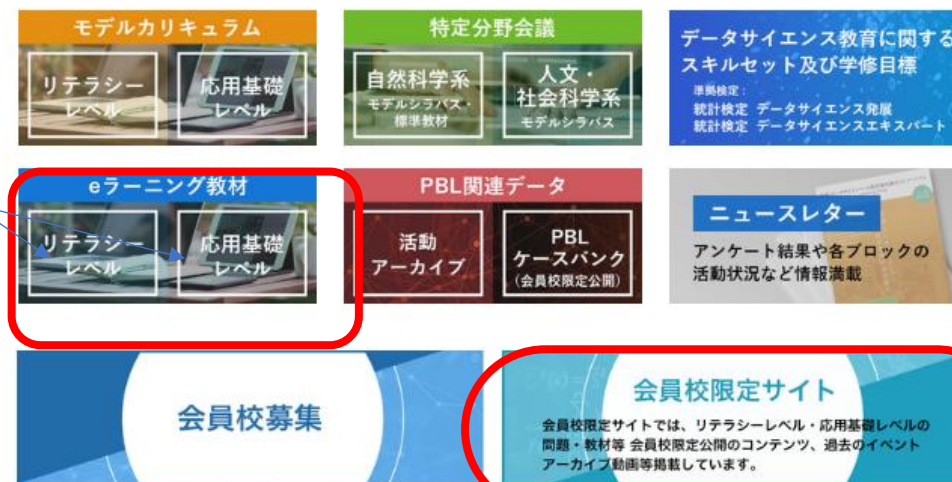 モデルカリキュラム
リテラシー
レベル
応用基礎
レベル
特定分野会議
自然科学系
モデルシラバス・
標準教材
人文・
社会科学系
モデルシラバス
データサイエンス教育に関する
スキルセット及び学修目標
準拠検定：
統計検定 データサイエンス発展
統計検定 データサイエンスエキスパート
eラーニング教材
リテラシー
レベル
応用基礎
レベル
PBL関連データ
活動
アーカイブ
PBL
ケースバンク
(会員校限定公開)
ニュースレター
アンケート結果や各ブロックの
活動状況など情報満載
会員校募集
会員校限定サイト
会員校限定サイトでは、リテラシーレベル・応用基礎レベルの
問題・教材等 会員校限定公開のコンテンツ、過去のイベント
アーカイブ動画等掲載しています。